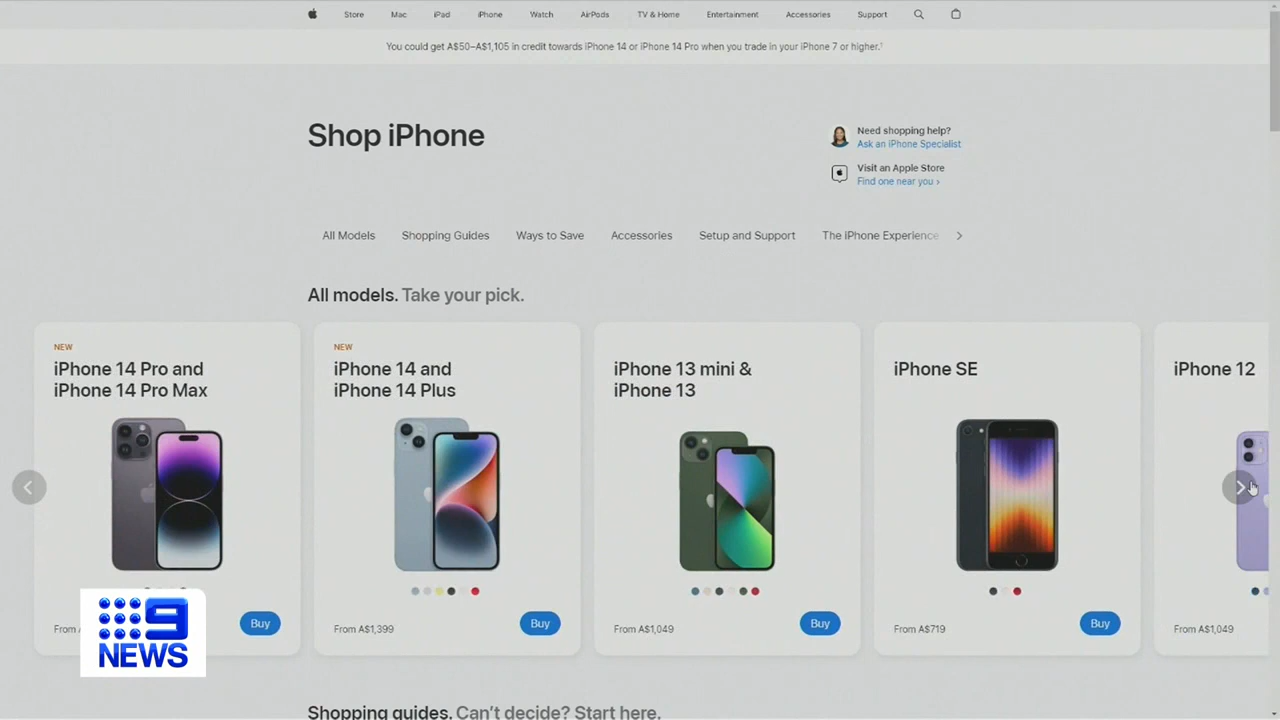 Store Mac iPad iPhone Watch AirPods TV & Home Entertainment Accessories Support
You could get A$50–A$1,105 in credit towards iPhone 14 or iPhone 14 Pro when you trade in your iPhone 7 or higher.
Shop iPhone
Need shopping help?
Ask an iPhone Specialist
Visit an Apple Store
Find one near you ›
All Models Shopping Guides Ways to Save Accessories Setup and Support The iPhone Experience
All models. Take your pick.
NEW
iPhone 14 Pro and
iPhone 14 Pro Max
From
NEW
iPhone 14 and
iPhone 14 Plus
From A$1,399
Buy
iPhone 13 mini &
iPhone 13
From A$1,049
Buy
iPhone SE
From A$719
Buy
iPhone 12
From A$1,049
Buy
9
NEWS
Shopping guides. Can't decide? Start here.